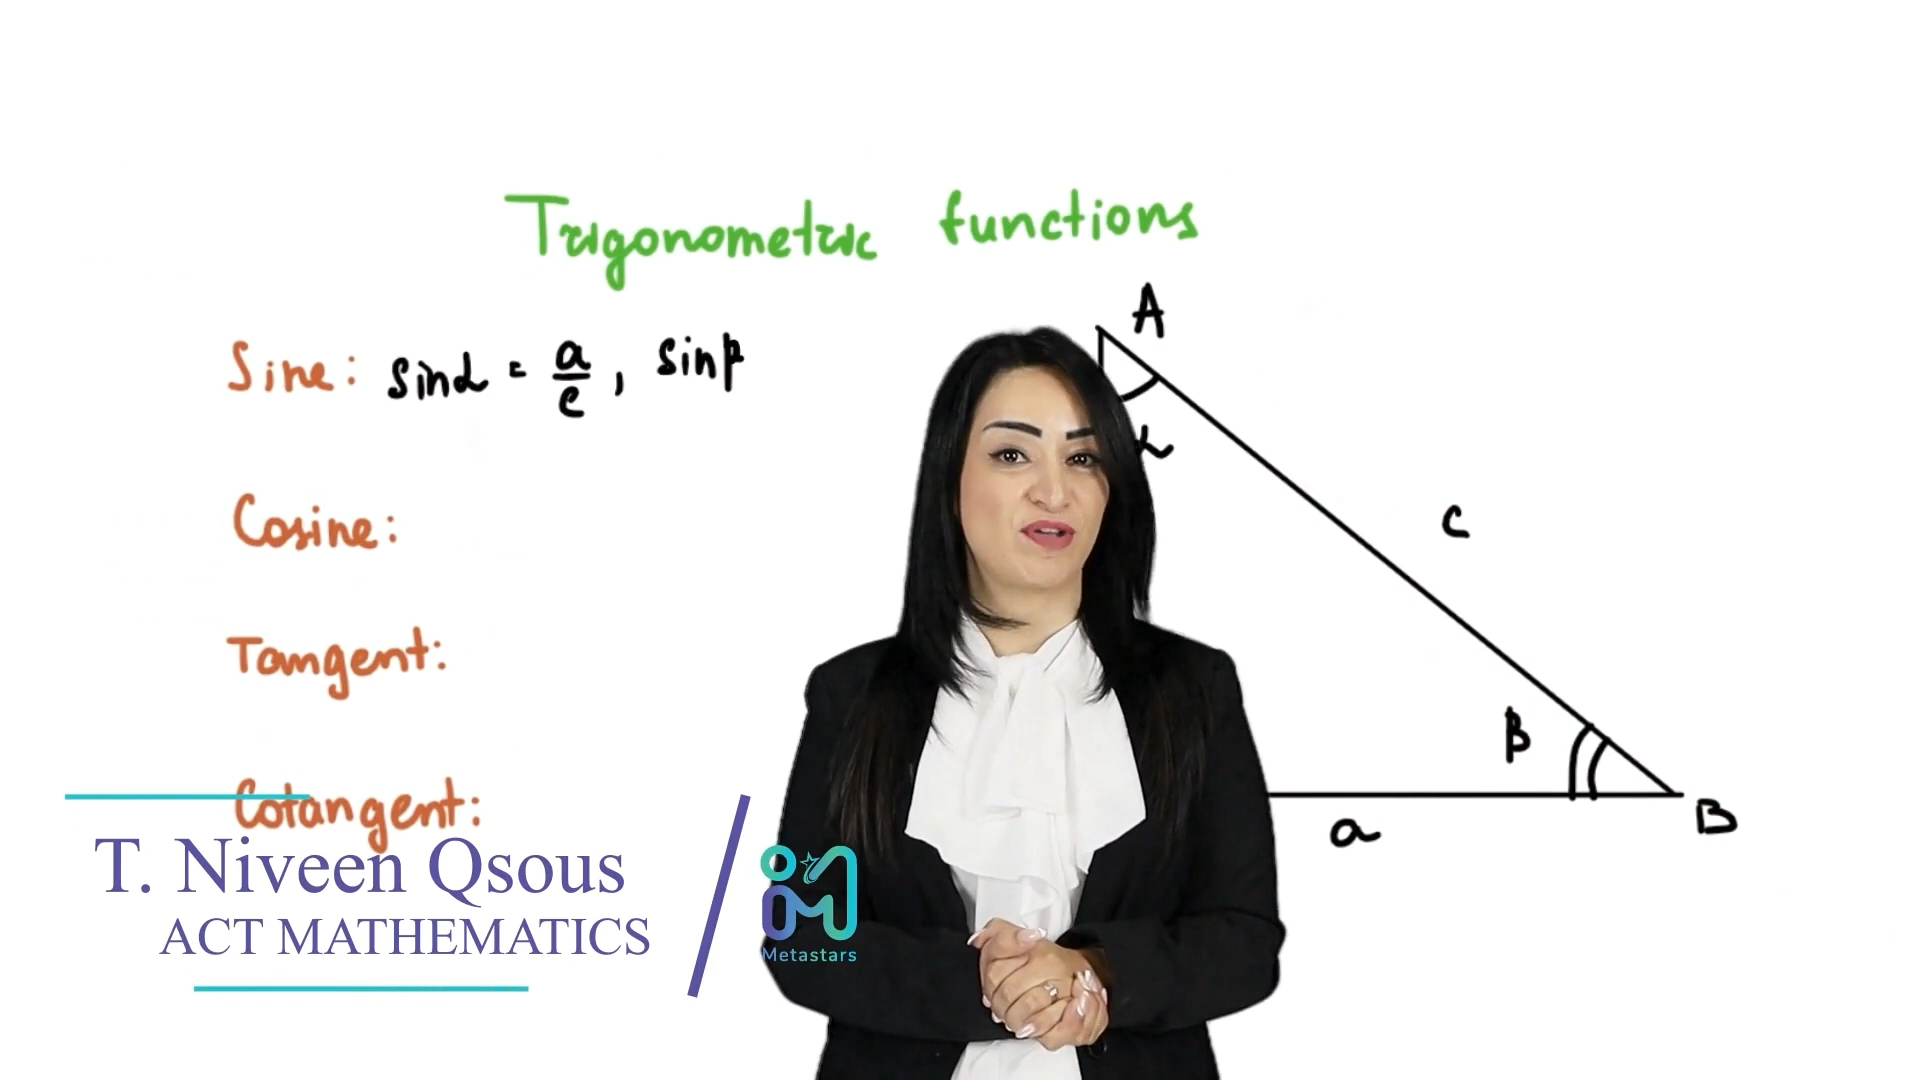 Trigonometric functions
A
Sine: sinα = a/c, sinβ
α
Cosine:
c
Tangent:
β
Cotangent:
a
B
T. Niveen Qsous
ACT MATHEMATICS
Metastars